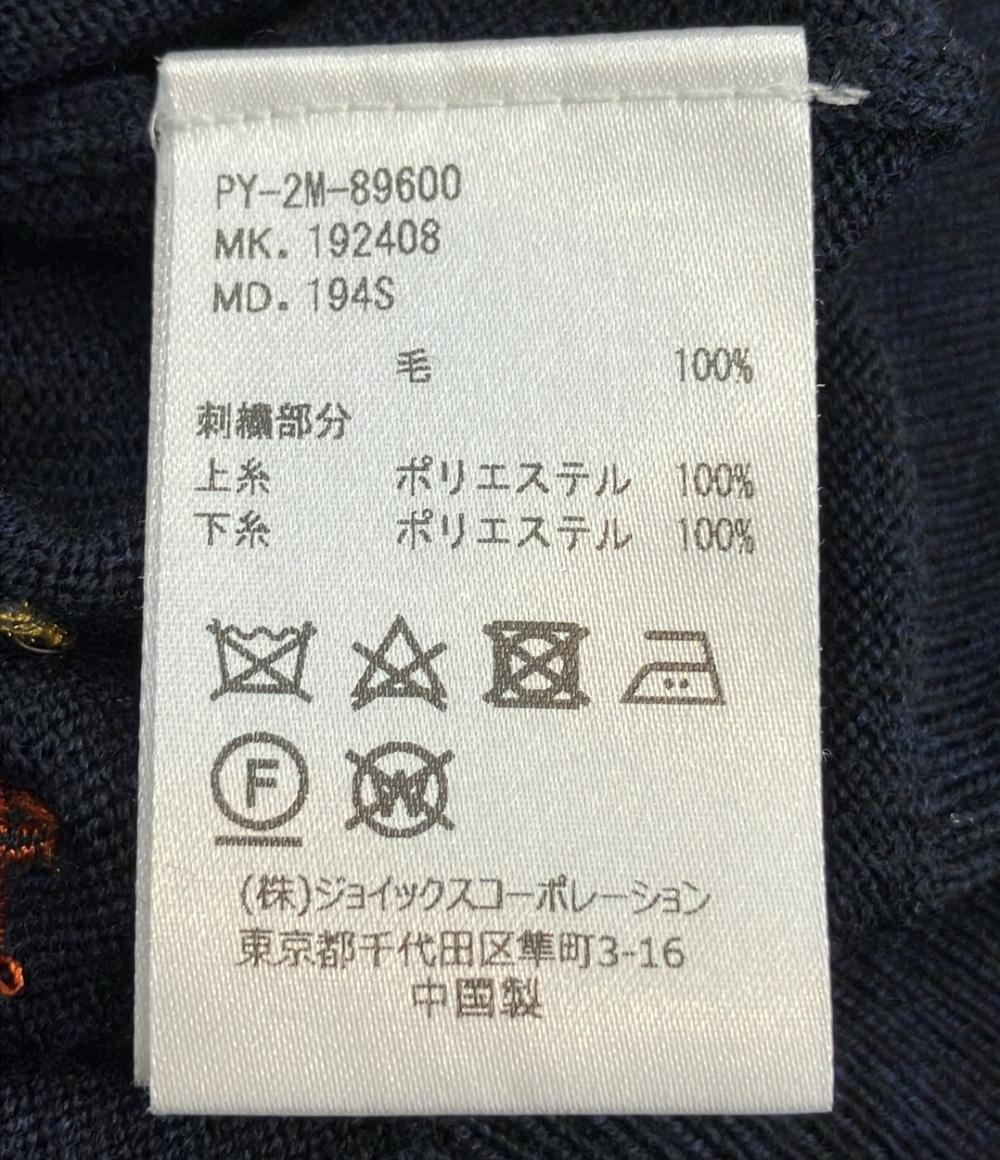 PY-2M-89600
MK. 192408
MD. 194S
毛 100%
刺繍部分
上糸 ポリエステル 100%
下糸 ポリエステル 100%
F
W
(株)ジョイックスコーポレーション
東京都千代田区隼町3-16
中国製